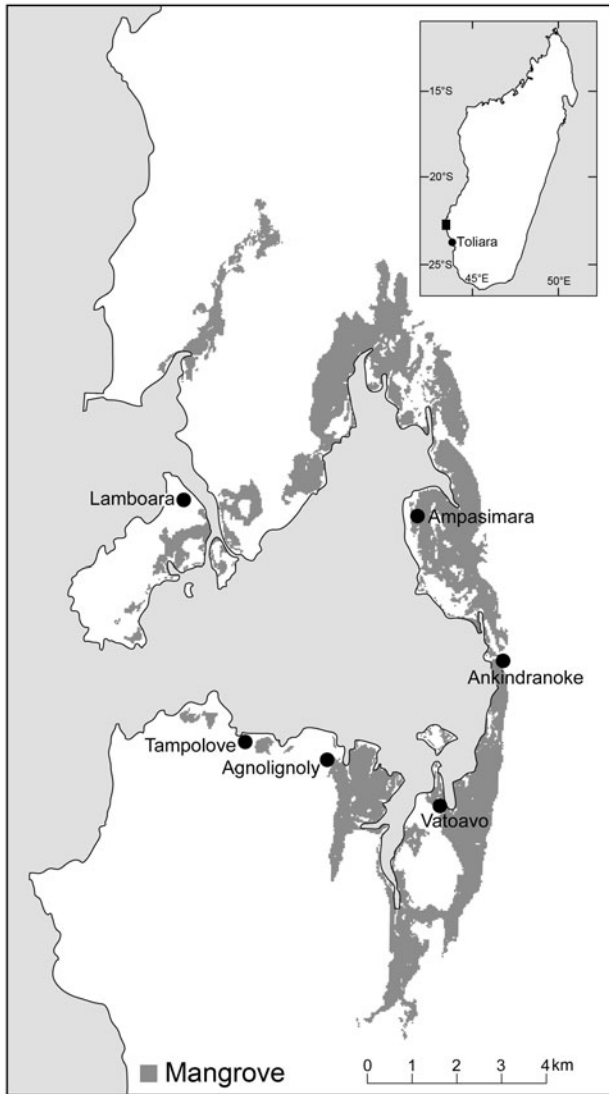 15°S
20°S
Toliara
25°S
45°E
50°E
Lamboara
Ampasimara
Ankindranoke
Tampolove
Agnolignoly
Vatoavo
Mangrove
0 1 2 3 4 km